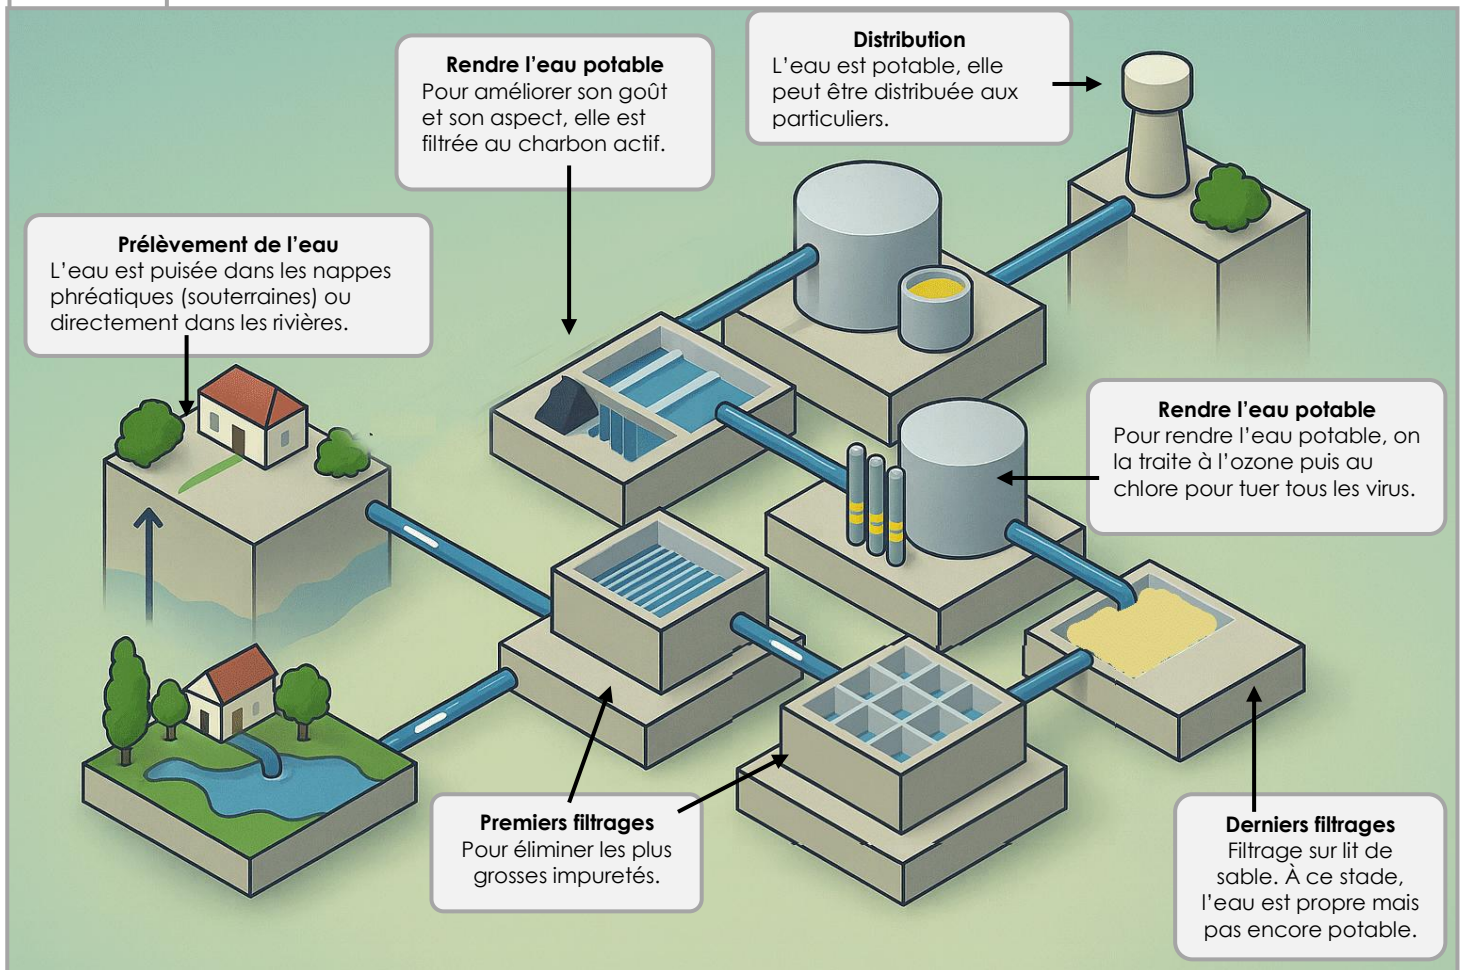 Prélèvement de l’eau
L’eau est puisée dans les nappes
phréatiques (souterraines) ou
directement dans les rivières.
Rendre l’eau potable
Pour améliorer son goût
et son aspect, elle est
filtrée au charbon actif.
Distribution
L’eau est potable, elle
peut être distribuée aux
particuliers.
Rendre l’eau potable
Pour rendre l’eau potable, on
la traite à l’ozone puis au
chlore pour tuer tous les virus.
Premiers filtrages
Pour éliminer les plus
grosses impuretés.
Derniers filtrages
Filtrage sur lit de
sable. À ce stade,
l’eau est propre mais
pas encore potable.